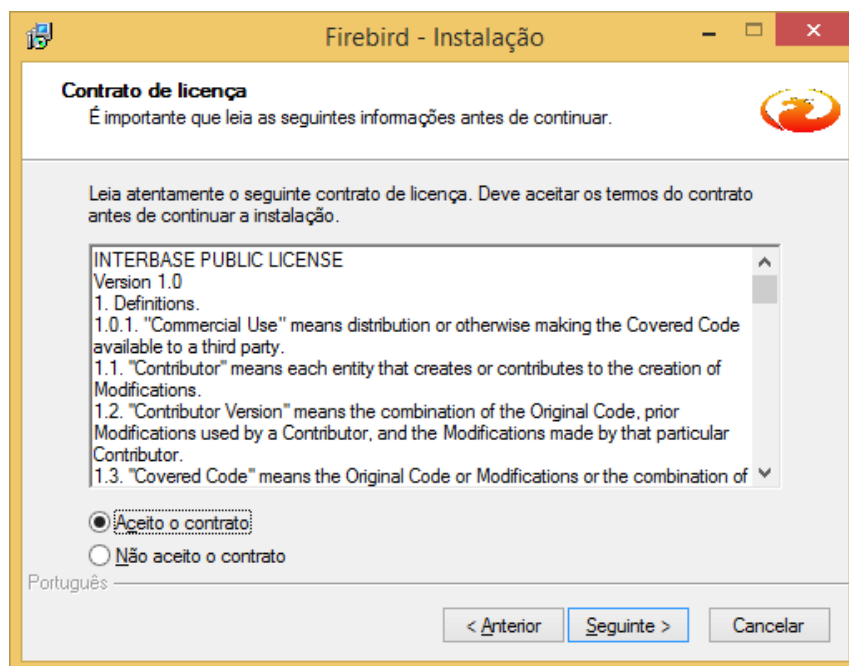 Firebird - Instalação
Contrato de licença
É importante que leia as seguintes informações antes de continuar.
Leia atentamente o seguinte contrato de licença. Deve aceitar os termos do contrato
antes de continuar a instalação.
INTERBASE PUBLIC LICENSE
Version 1.0
1. Definitions.
1.0.1. "Commercial Use" means distribution or otherwise making the Covered Code
available to a third party.
1.1. "Contributor" means each entity that creates or contributes to the creation of
Modifications.
1.2. "Contributor Version" means the combination of the Original Code, prior
Modifications used by a Contributor, and the Modifications made by that particular
Contributor.
1.3. "Covered Code" means the Original Code or Modifications or the combination of
Aceito o contrato
Não aceito o contrato
Português
< Anterior
Seguinte >
Cancelar